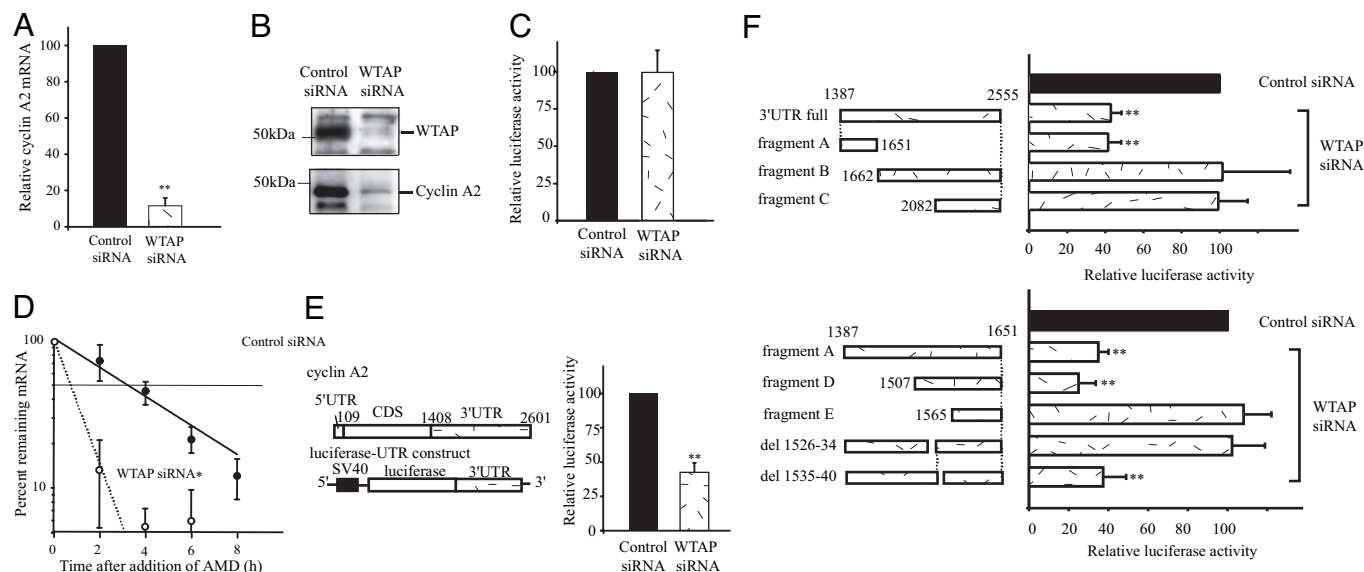 A
Relative cyclin A2 mRNA
100
80
60
40
20
0
**
Control
siRNA
WTAP
siRNA
B
Control
siRNA
WTAP
siRNA
50kDa
WTAP
50kDa
Cyclin A2
C
Relative luciferase activity
100
75
50
25
0
Control
siRNA
WTAP
siRNA
D
Percent remaining mRNA
100
10
Control siRNA
WTAP siRNA*
0
2
4
6
8
Time after addition of AMD (h)
E
cyclin A2
5'UTR
109
CDS
1408
3'UTR
2601
luciferase-UTR construct
SV40
luciferase
3'UTR
5'
3'
Relative luciferase activity
100
75
50
25
0
**
Control
siRNA
WTAP
siRNA
F
1387
2555
3'UTR full
fragment A
1651
fragment B
1662
fragment C
2082
Control siRNA
**
**
WTAP
siRNA
0
20
40
60
80
100
Relative luciferase activity
1387
1651
fragment A
fragment D
1507
fragment E
1565
del 1526-34
del 1535-40
Control siRNA
**
**
**
WTAP
siRNA
0
20
40
60
80
100
Relative luciferase activity